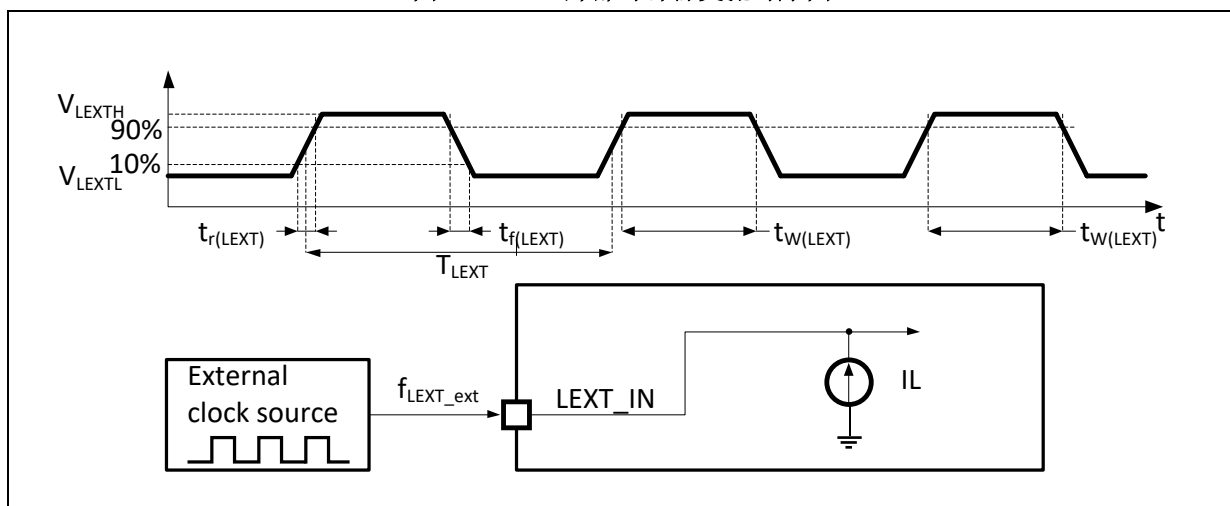 V_LEXTH
90%
10%
V_LEXTL
t
t_r(LEXT)
t_f(LEXT)
t_W(LEXT)
t_W(LEXT)
T_LEXT
External
clock source
f_LEXT_ext
LEXT_IN
IL